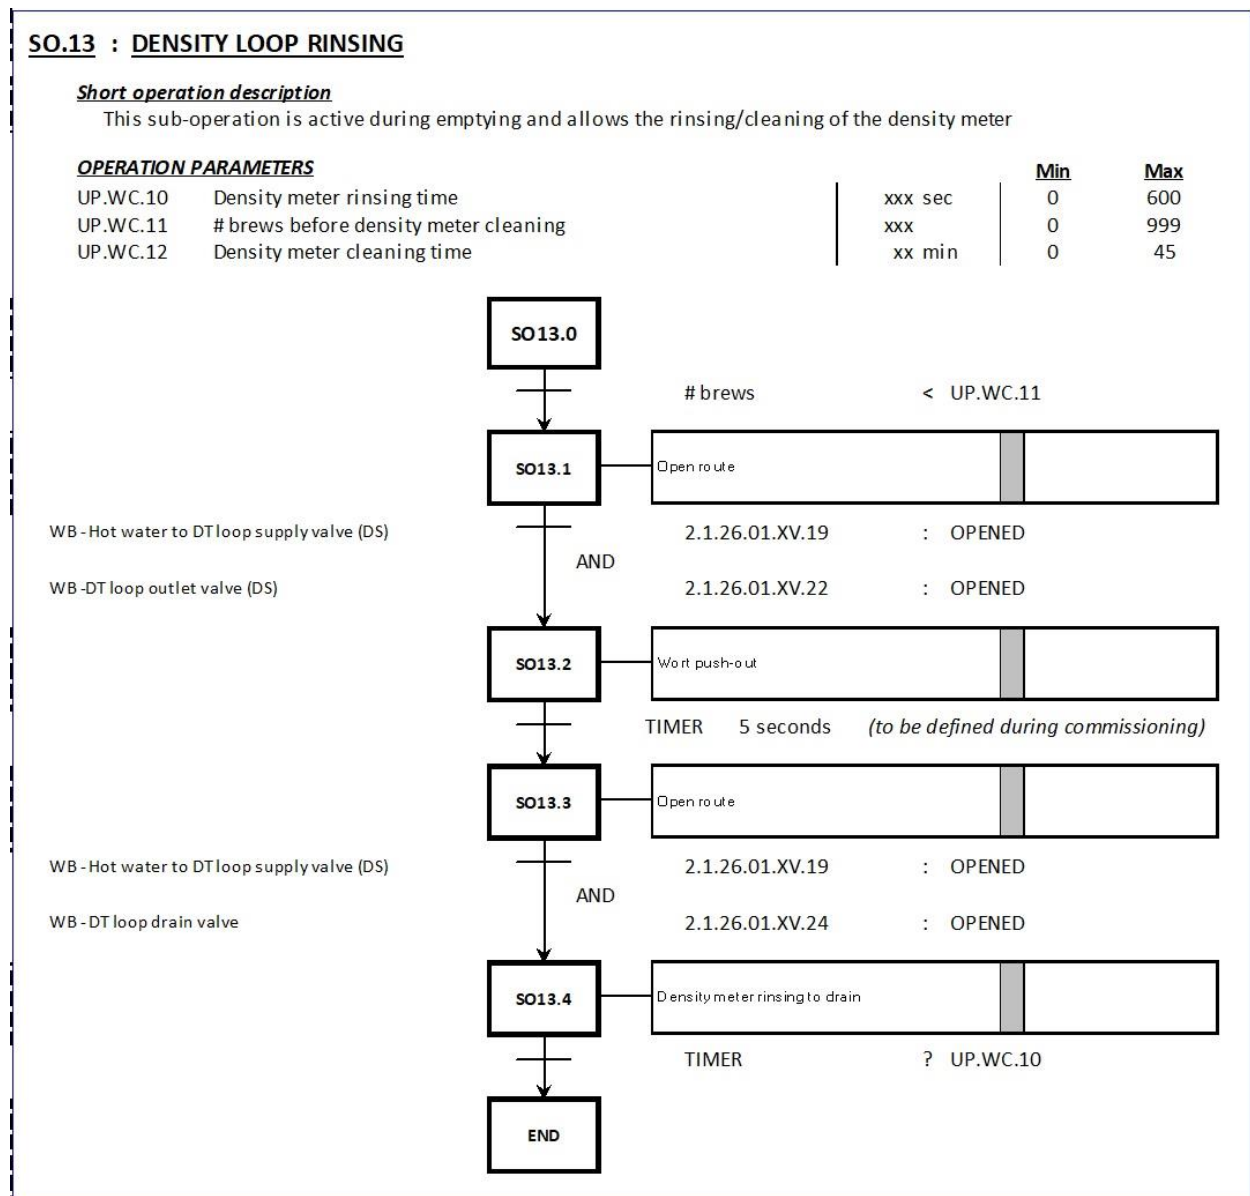 SO.13 : DENSITY LOOP RINSING
Short operation description
This sub-operation is active during emptying and allows the rinsing/cleaning of the density meter
OPERATION PARAMETERS Min Max
UP.WC.10 Density meter rinsing time xxx sec 0 600
UP.WC.11 # brews before density meter cleaning xxx 0 999
UP.WC.12 Density meter cleaning time xx min 0 45
SO13.0
# brews < UP.WC.11
SO13.1 Open route
WB - Hot water to DT loop supply valve (DS) 2.1.26.01.XV.19 : OPENED
AND
WB -DT loop outlet valve (DS) 2.1.26.01.XV.22 : OPENED
SO13.2 Wort push-out
TIMER 5 seconds (to be defined during commissioning)
SO13.3 Open route
WB - Hot water to DT loop supply valve (DS) 2.1.26.01.XV.19 : OPENED
AND
WB - DT loop drain valve 2.1.26.01.XV.24 : OPENED
SO13.4 Density meter rinsing to drain
TIMER ? UP.WC.10
END